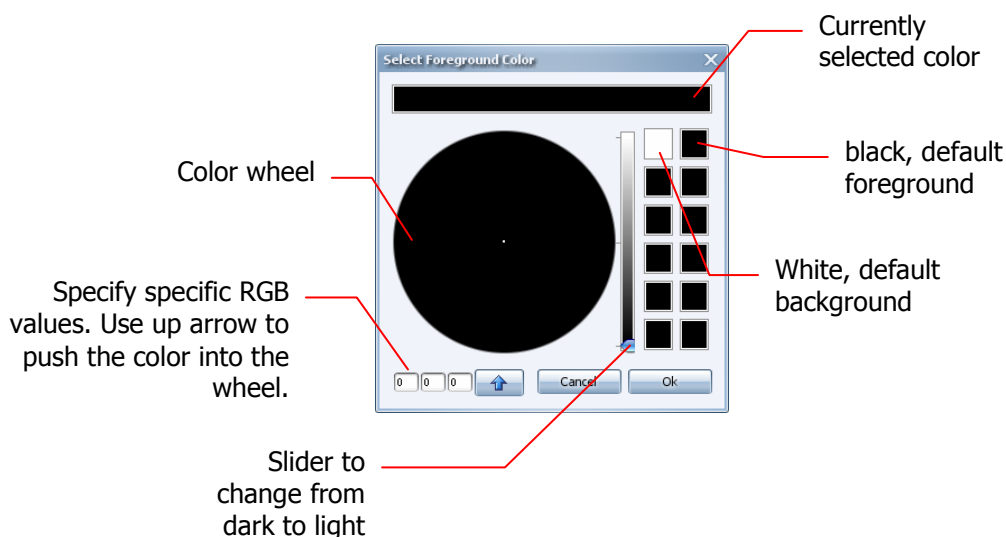 Currently
selected color
Select Foreground Color
black, default
foreground
Color wheel
White, default
background
Specify specific RGB
values. Use up arrow to
push the color into the
wheel.
0 0 0
Cancel
Ok
Slider to
change from
dark to light